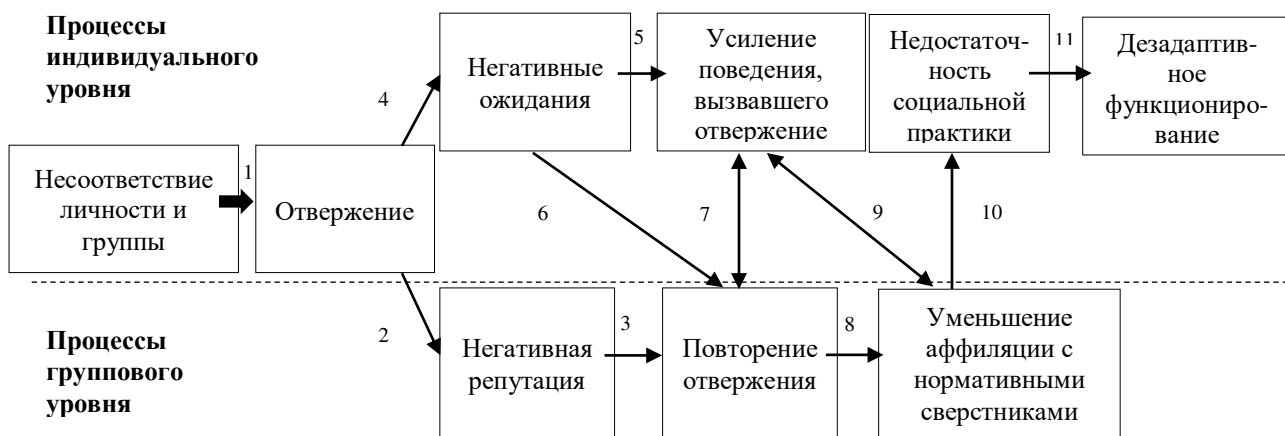 Процессы
индивидуального
уровня
Несоответствие
личности и
группы
1
Отвержение
4
Негативные
ожидания
5
Усиление
поведения,
вызвавшего
отвержение
Недостаточ-
ность
социальной
практики
11
Дезадаптив-
ное
функциониро-
вание
6
7
9
10
Процессы
группового
уровня
2
Негативная
репутация
3
Повторение
отвержения
8
Уменьшение
аффиляции с
нормативными
сверстниками